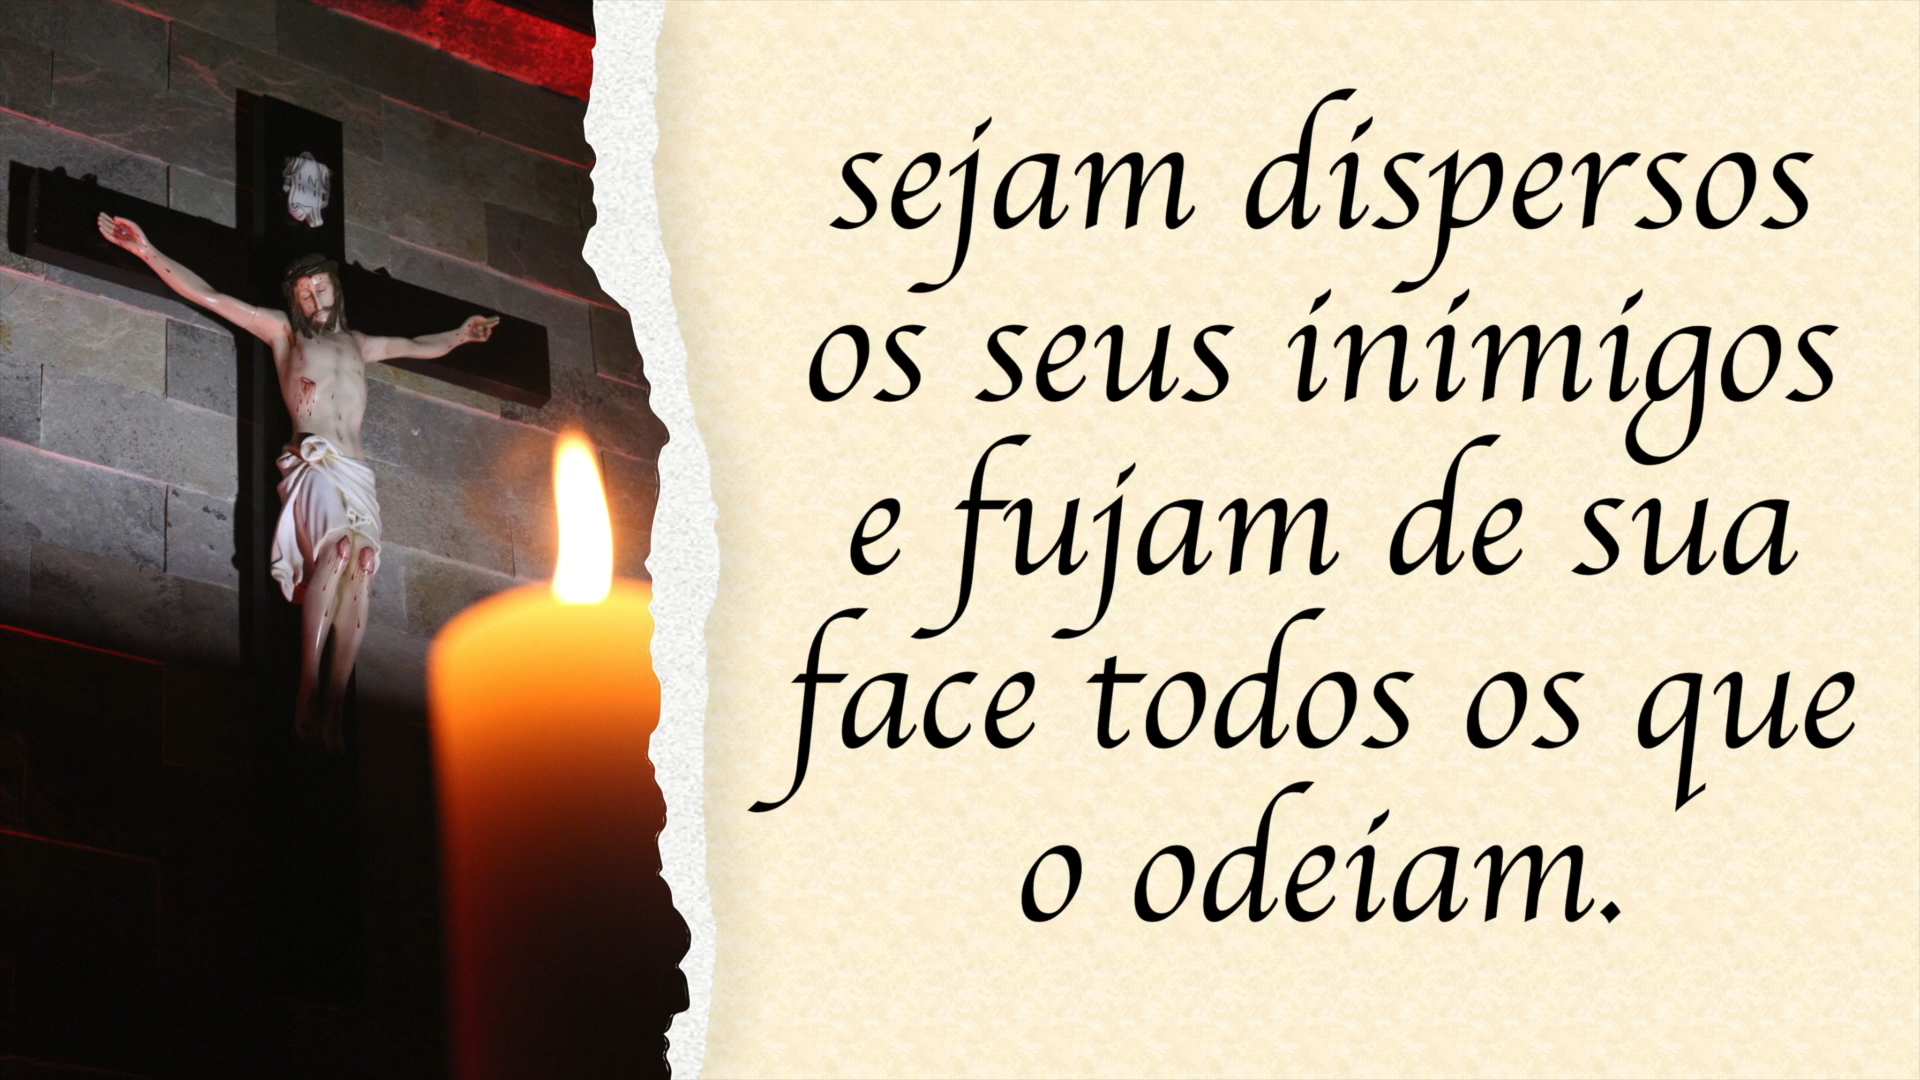 sejam dispersos
os seus inimigos
e fujam de sua
face todos os que
o odeiam.